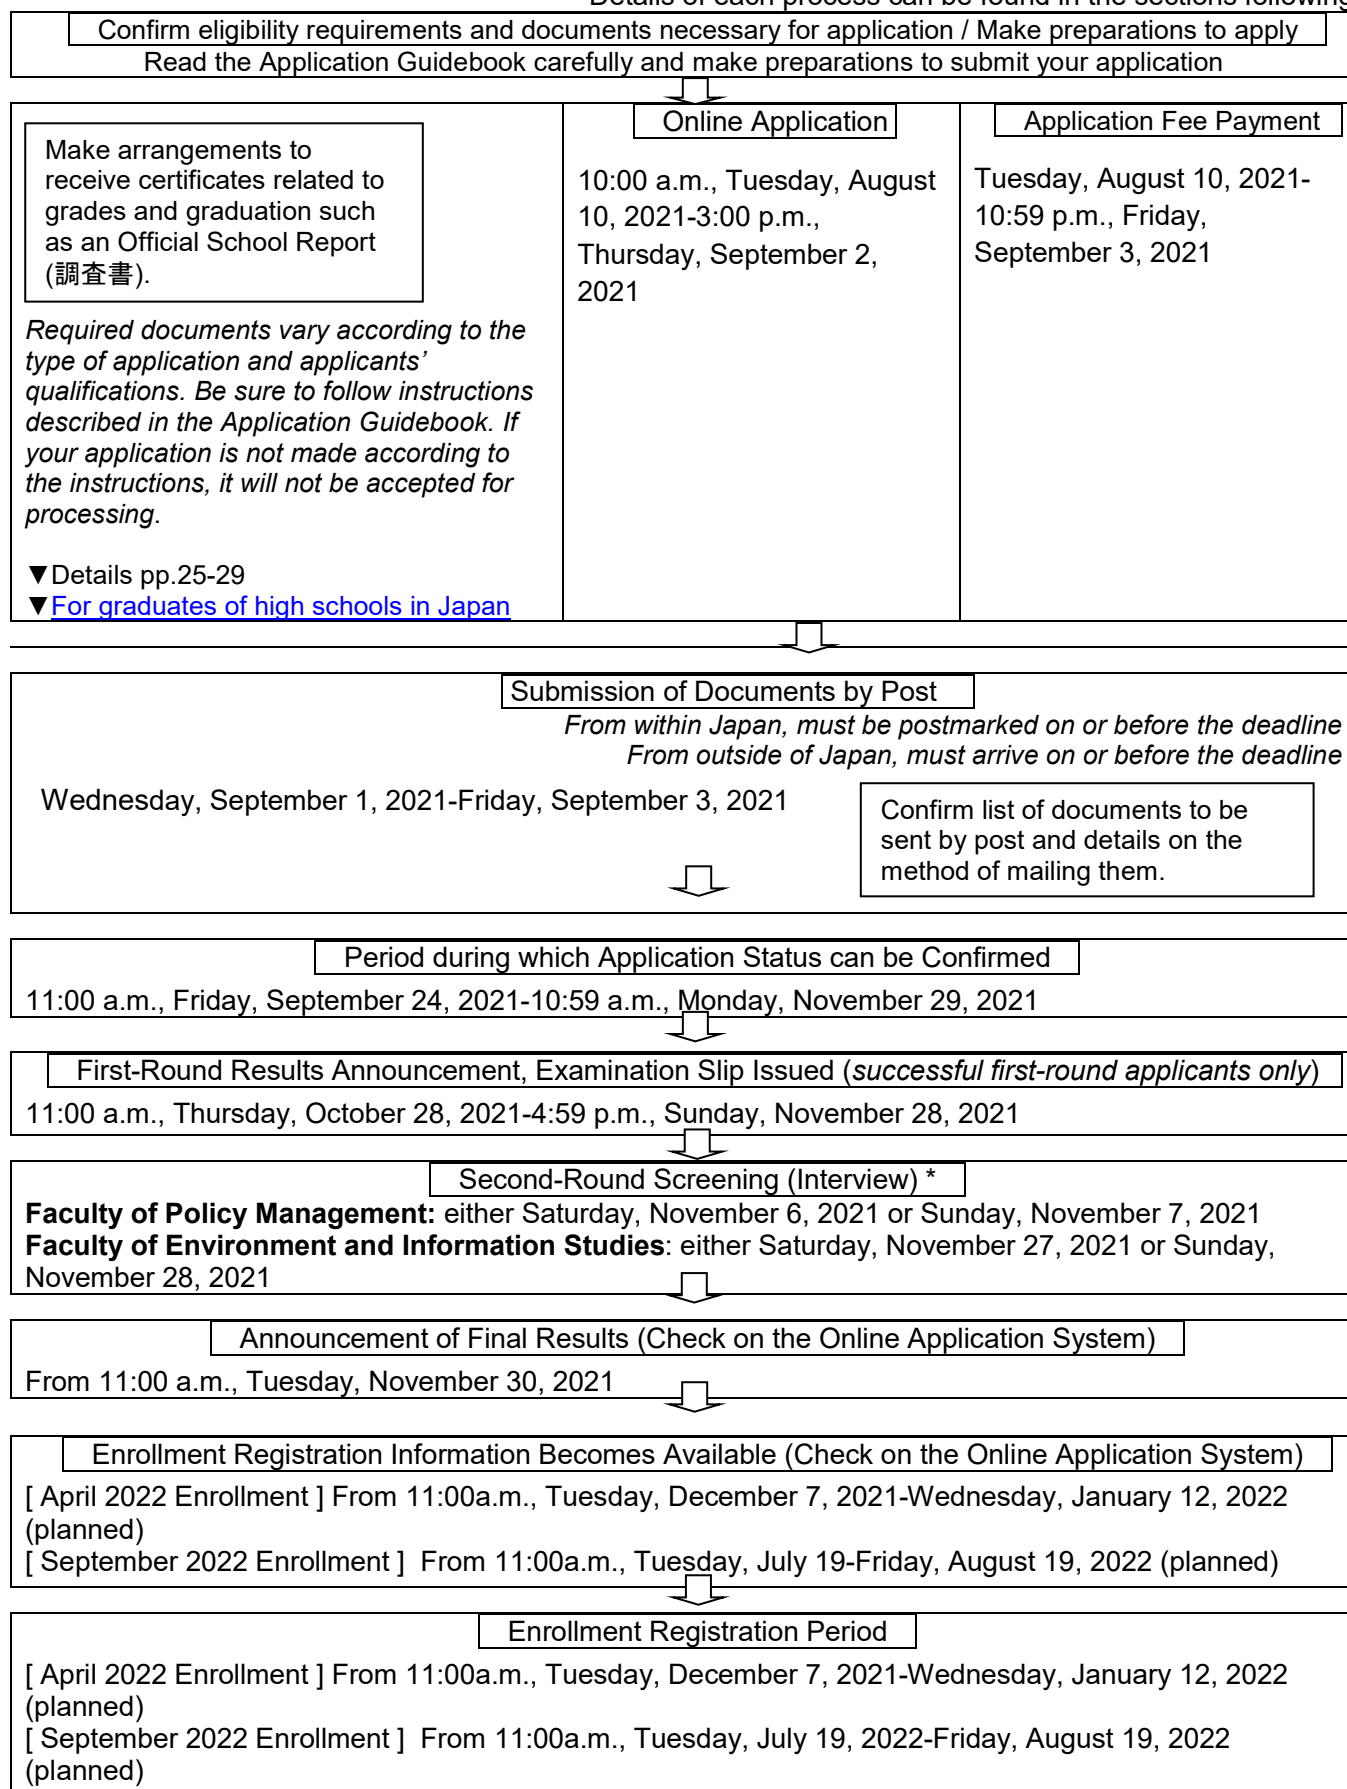 Details of each process can be found in the sections following
Confirm eligibility requirements and documents necessary for application / Make preparations to apply
Read the Application Guidebook carefully and make preparations to submit your application
Make arrangements to
receive certificates related to
grades and graduation such
as an Official School Report
(調査書).
Required documents vary according to the
type of application and applicants’
qualifications. Be sure to follow instructions
described in the Application Guidebook. If
your application is not made according to
the instructions, it will not be accepted for
processing.
▼Details pp.25-29
▼For graduates of high schools in Japan
Online Application
10:00 a.m., Tuesday, August
10, 2021-3:00 p.m.,
Thursday, September 2,
2021
Application Fee Payment
Tuesday, August 10, 2021-
10:59 p.m., Friday,
September 3, 2021
Submission of Documents by Post
From within Japan, must be postmarked on or before the deadline
From outside of Japan, must arrive on or before the deadline
Wednesday, September 1, 2021-Friday, September 3, 2021
Confirm list of documents to be
sent by post and details on the
method of mailing them.
Period during which Application Status can be Confirmed
11:00 a.m., Friday, September 24, 2021-10:59 a.m., Monday, November 29, 2021
First-Round Results Announcement, Examination Slip Issued (successful first-round applicants only)
11:00 a.m., Thursday, October 28, 2021-4:59 p.m., Sunday, November 28, 2021
Second-Round Screening (Interview) *
Faculty of Policy Management: either Saturday, November 6, 2021 or Sunday, November 7, 2021
Faculty of Environment and Information Studies: either Saturday, November 27, 2021 or Sunday,
November 28, 2021
Announcement of Final Results (Check on the Online Application System)
From 11:00 a.m., Tuesday, November 30, 2021
Enrollment Registration Information Becomes Available (Check on the Online Application System)
[ April 2022 Enrollment ] From 11:00a.m., Tuesday, December 7, 2021-Wednesday, January 12, 2022
(planned)
[ September 2022 Enrollment ]  From 11:00a.m., Tuesday, July 19-Friday, August 19, 2022 (planned)
Enrollment Registration Period
[ April 2022 Enrollment ] From 11:00a.m., Tuesday, December 7, 2021-Wednesday, January 12, 2022
(planned)
[ September 2022 Enrollment ]  From 11:00a.m., Tuesday, July 19, 2022-Friday, August 19, 2022
(planned)